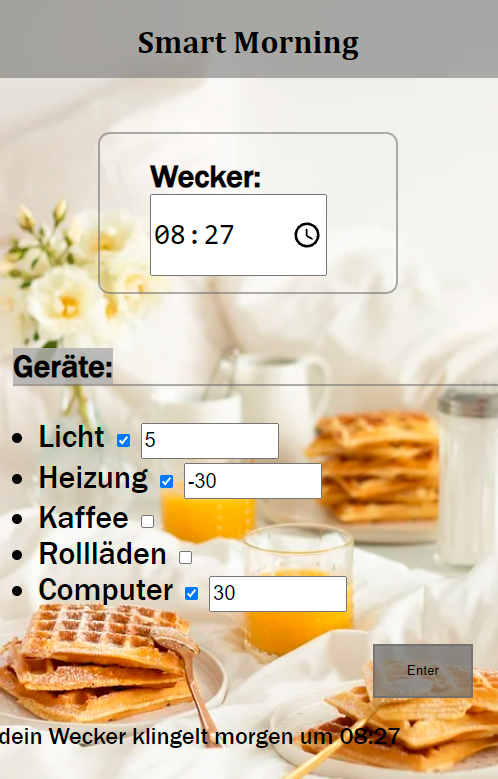 Smart Morning
Wecker:
08:27
Geräte:
Licht 5
Heizung -30
Kaffee
Rollläden
Computer 30
Enter
dein Wecker klingelt morgen um 08:27